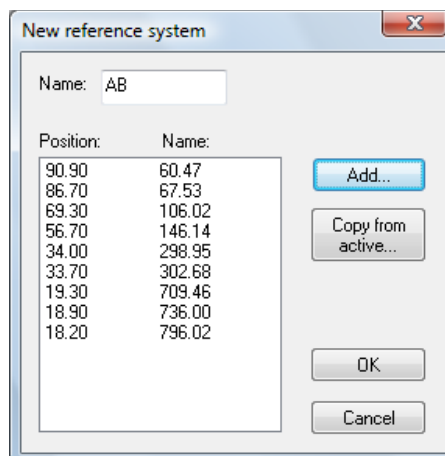 New reference system
Name: AB
Position: Name:
90.90 60.47
86.70 67.53
69.30 106.02
56.70 146.14
34.00 298.95
33.70 302.68
19.30 709.46
18.90 736.00
18.20 796.02
Add...
Copy from
active...
OK
Cancel